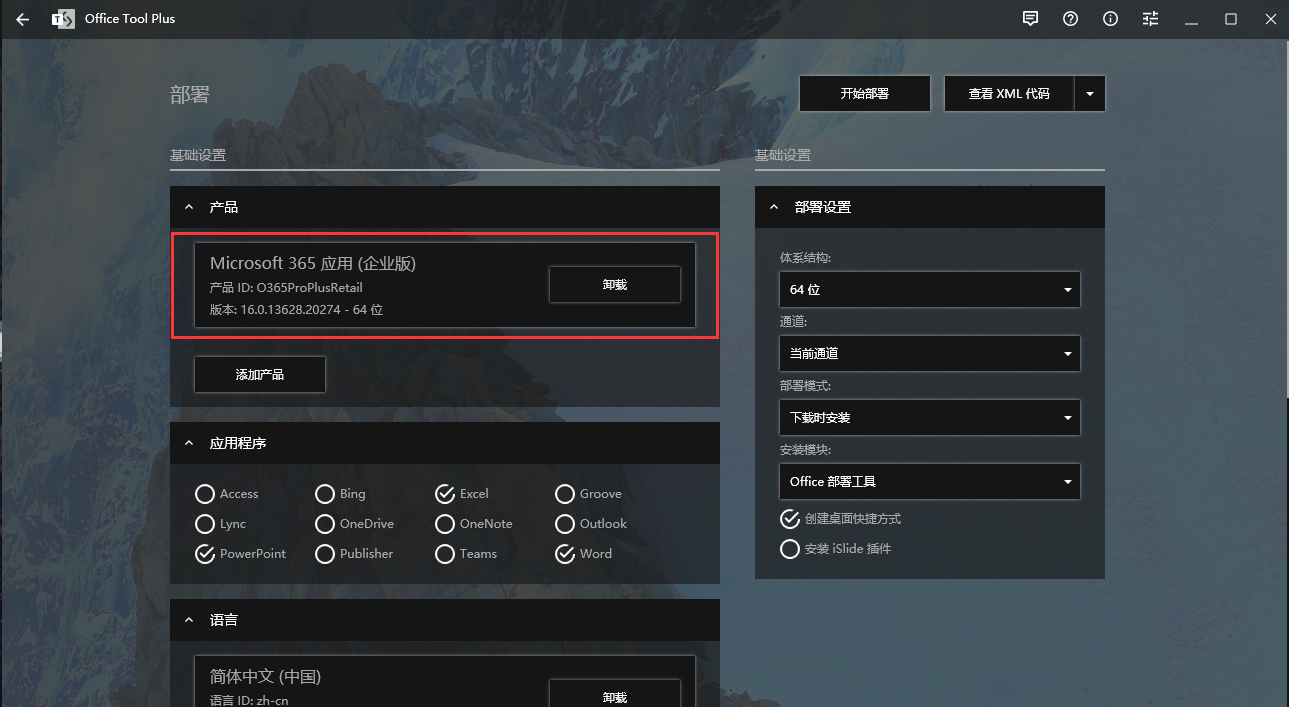 Office Tool Plus
部署
开始部署
查看 XML 代码
基础设置
产品
Microsoft 365 应用 (企业版)
产品 ID: O365ProPlusRetail
版本: 16.0.13628.20274 - 64 位
卸载
添加产品
应用程序
Access
Bing
Excel
Groove
Lync
OneDrive
OneNote
Outlook
PowerPoint
Publisher
Teams
Word
语言
简体中文 (中国)
语言 ID: zh-cn
卸载
基础设置
部署设置
体系结构:
64 位
通道:
当前通道
部署模式:
下载时安装
安装模块:
Office 部署工具
创建桌面快捷方式
安装 iSlide 插件